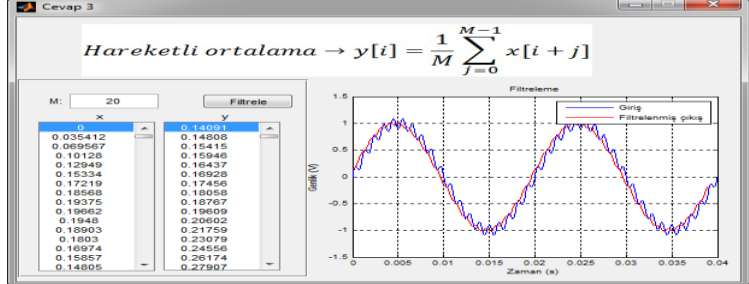 Cevap 3
Hareketli ortalama → y[i] = 1/M ∑_{j=0}^{M-1} x[i + j]
M: 20 Filtrele
x y
0 0.14091
0.035412 0.14808
0.069567 0.15415
0.10128 0.15946
0.12949 0.16437
0.15334 0.16928
0.17219 0.17456
0.18568 0.18058
0.19375 0.18767
0.19662 0.19609
0.1948 0.20602
0.18903 0.21759
0.1803 0.23079
0.16974 0.24556
0.15857 0.26174
0.14805 0.27907
Filtreleme
Giriş
Filtrelenmiş çıkış
Genlik (V)
1.5
1
0.5
0
-0.5
-1
-1.5
0 0.005 0.01 0.015 0.02 0.025 0.03 0.035 0.04
Zaman (s)